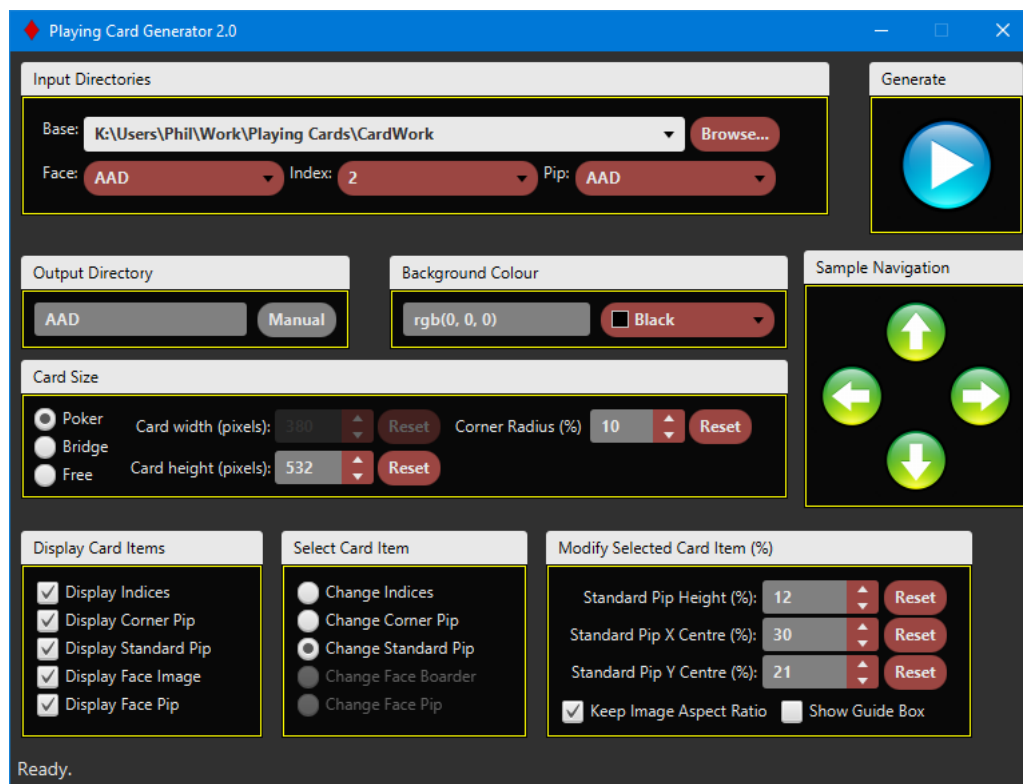 Playing Card Generator 2.0
Input Directories
Generate
Base: K:\Users\Phil\Work\Playing Cards\CardWork Browse...
Face: AAD Index: 2 Pip: AAD
Output Directory
Background Colour
Sample Navigation
AAD Manual
rgb(0, 0, 0) Black
Card Size
Poker
Bridge
Free
Card width (pixels): 380 Reset Corner Radius (%) 10 Reset
Card height (pixels): 532 Reset
Display Card Items
Display Indices
Display Corner Pip
Display Standard Pip
Display Face Image
Display Face Pip
Select Card Item
Change Indices
Change Corner Pip
Change Standard Pip
Change Face Boarder
Change Face Pip
Modify Selected Card Item (%)
Standard Pip Height (%): 12 Reset
Standard Pip X Centre (%): 30 Reset
Standard Pip Y Centre (%): 21 Reset
Keep Image Aspect Ratio Show Guide Box
Ready.